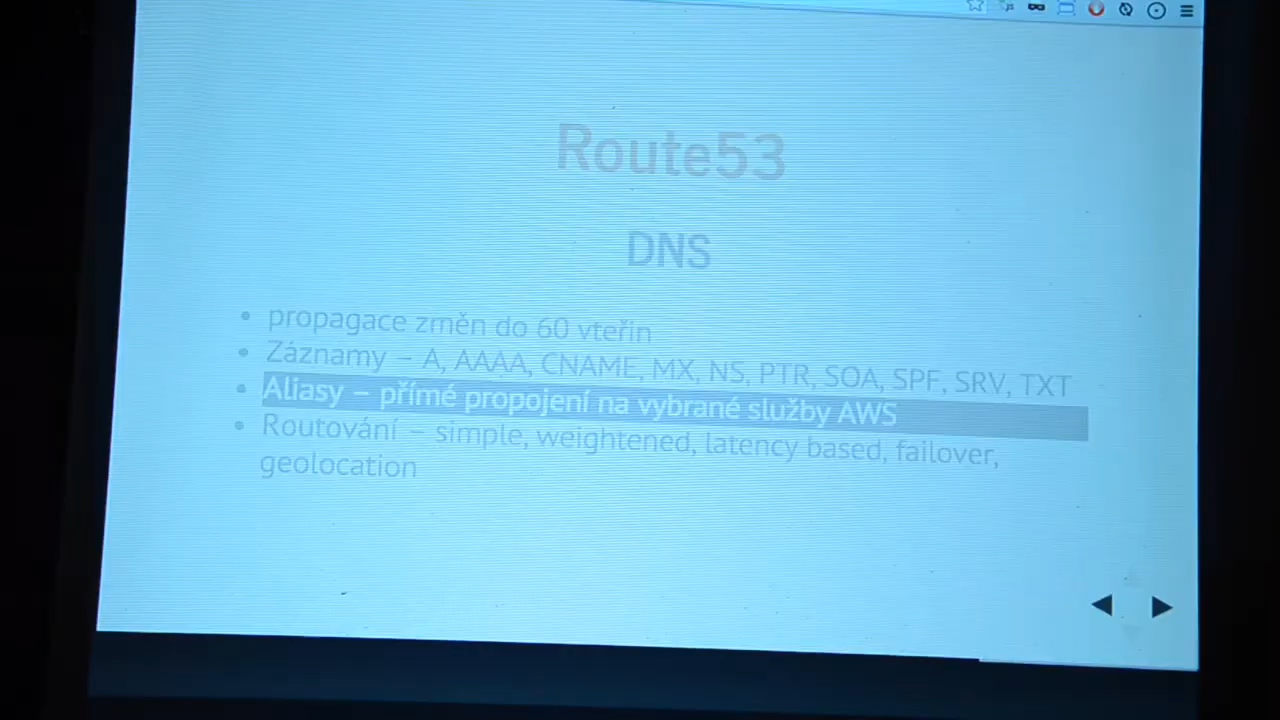 Route53
DNS
• propagace změn do 60 vteřin
• Záznamy – A, AAAA, CNAME, MX, NS, PTR, SOA, SPF, SRV, TXT
• Aliasy – přímé propojení na vybrané služby AWS
• Routování – simple, weightened, latency based, failover,
geolocation